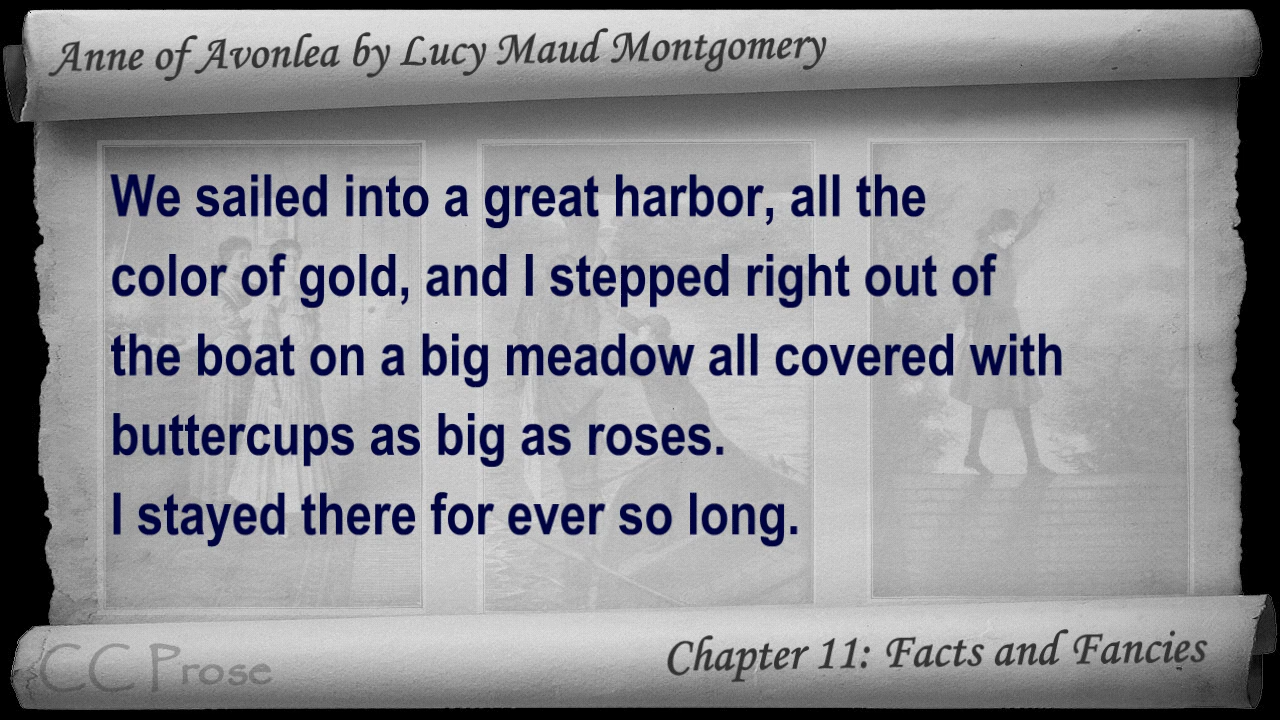 Anne of Avonlea by Lucy Maud Montgomery
We sailed into a great harbor, all the
color of gold, and I stepped right out of
the boat on a big meadow all covered with
buttercups as big as roses.
I stayed there for ever so long.
CC Prose
Chapter 11: Facts and Fancies